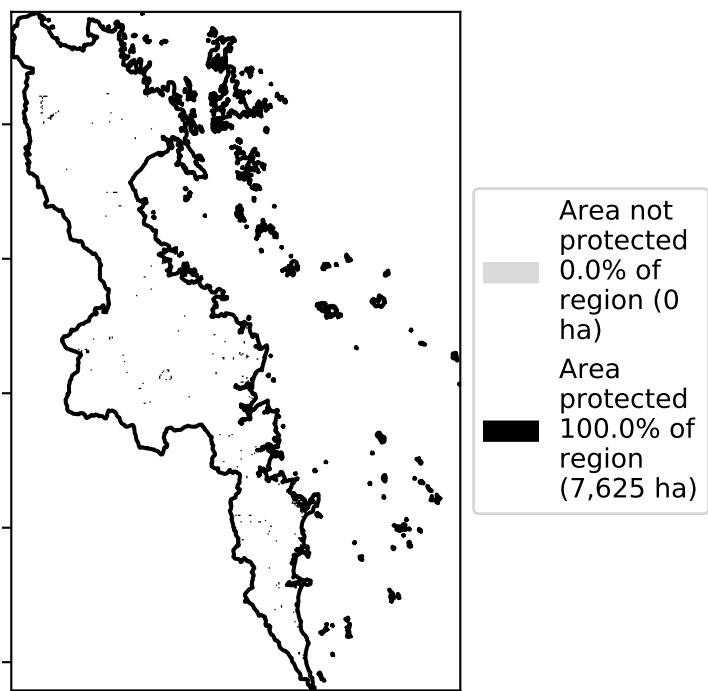 Area not
protected
0.0% of
region (0
ha)
Area
protected
100.0% of
region
(7,625 ha)